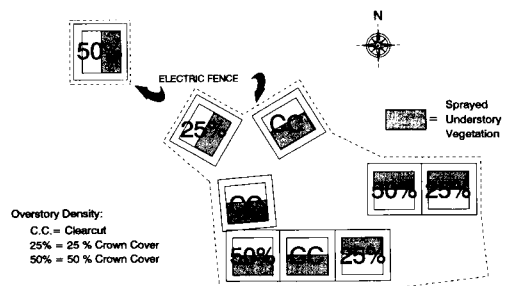 N
50%
ELECTRIC FENCE
25%
CC
= Sprayed
Understory
Vegetation
50% 25%
CC
Overstory Density:
C.C.= Clearcut
25% = 25 % Crown Cover
50% = 50 % Crown Cover
50% CC 25%